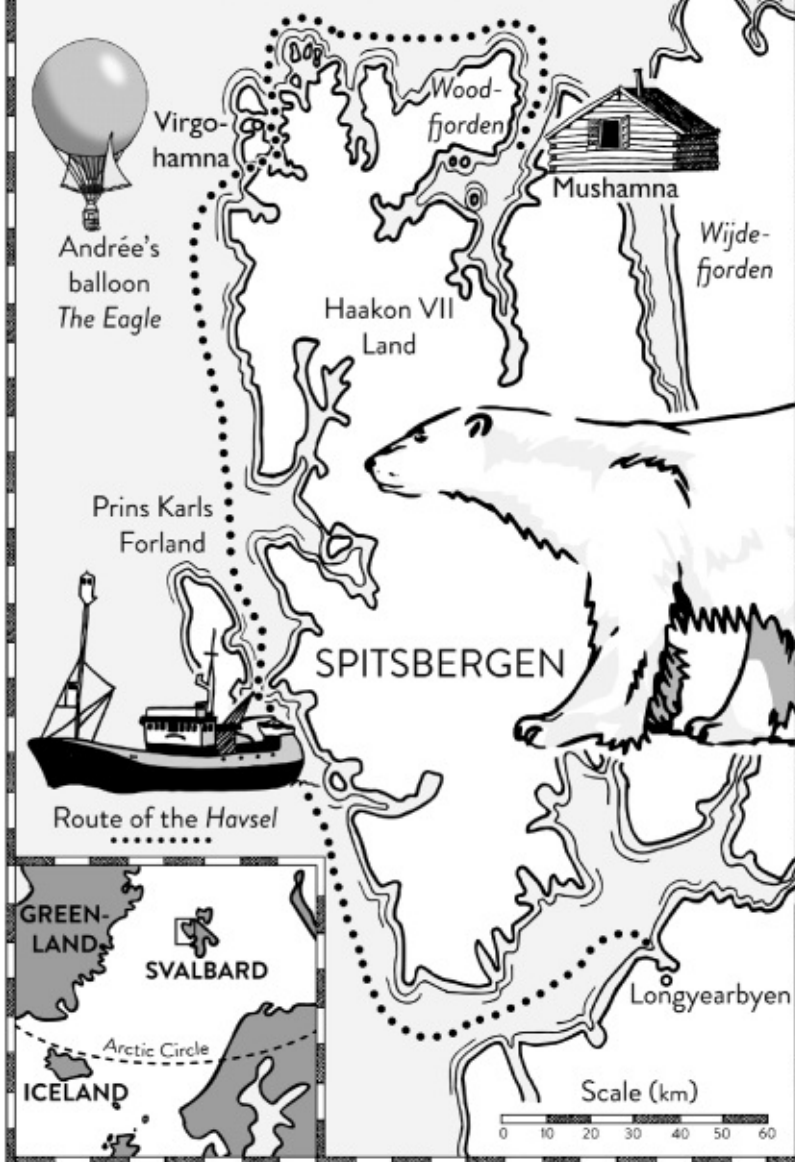 Wood-
fjorden
Virgo-
hamna
Mushamna
Andrée's
balloon
The Eagle
Wijde-
fjorden
Haakon VII
Land
Prins Karls
Forland
SPITSBERGEN
Route of the Havsel
GREEN-
LAND
SVALBARD
Longyearbyen
Arctic Circle
ICELAND
Scale (km)
0 10 20 30 40 50 60